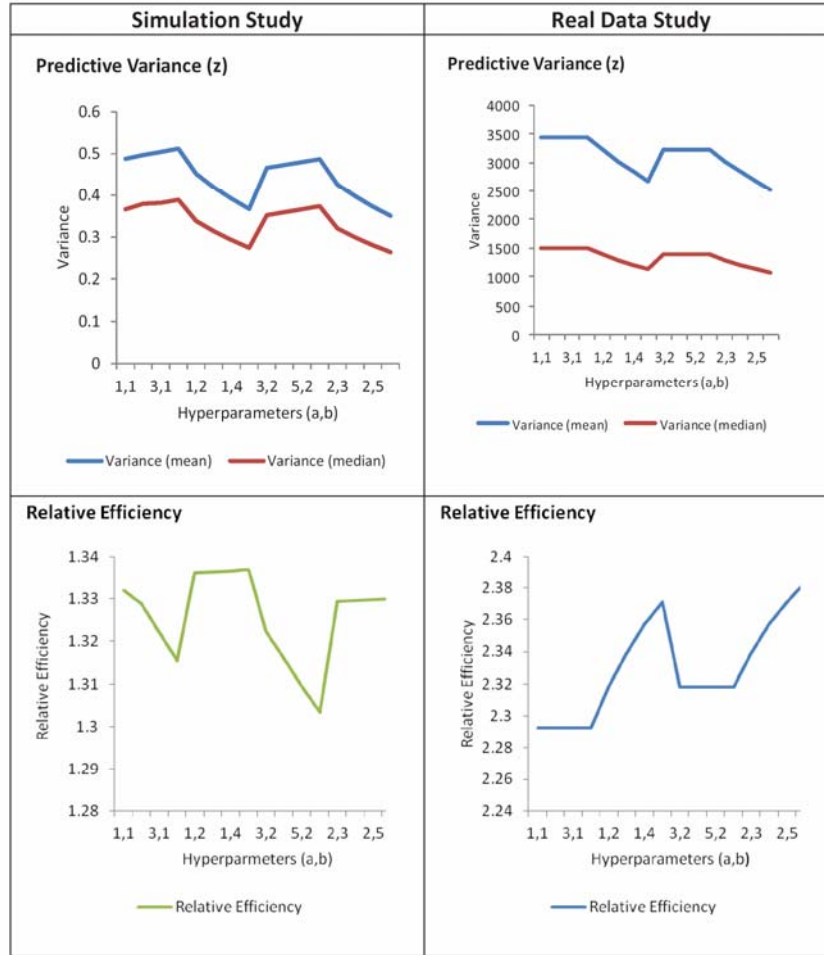 Simulation Study
Real Data Study
Predictive Variance (z)
0.6
0.5
0.4
0.3
0.2
0.1
0
Variance
1,1 3,1 1,2 1,4 3,2 5,2 2,3 2,5
Hyperparameters (a,b)
Variance (mean) Variance (median)
Predictive Variance (z)
4000
3500
3000
2500
2000
1500
1000
500
0
Variance
1,1 3,1 1,2 1,4 3,2 5,2 2,3 2,5
Hyperparameters (a,b)
Variance (mean) Variance (median)
Relative Efficiency
1.34
1.33
1.32
1.31
1.3
1.29
1.28
Relative Efficiency
1,1 3,1 1,2 1,4 3,2 5,2 2,3 2,5
Hyperparmeters (a,b)
Relative Efficiency
Relative Efficiency
2.4
2.38
2.36
2.34
2.32
2.3
2.28
2.26
2.24
Relative Efficiency
1,1 3,1 1,2 1,4 3,2 5,2 2,3 2,5
Hyperparameters (a,b)
Relative Efficiency